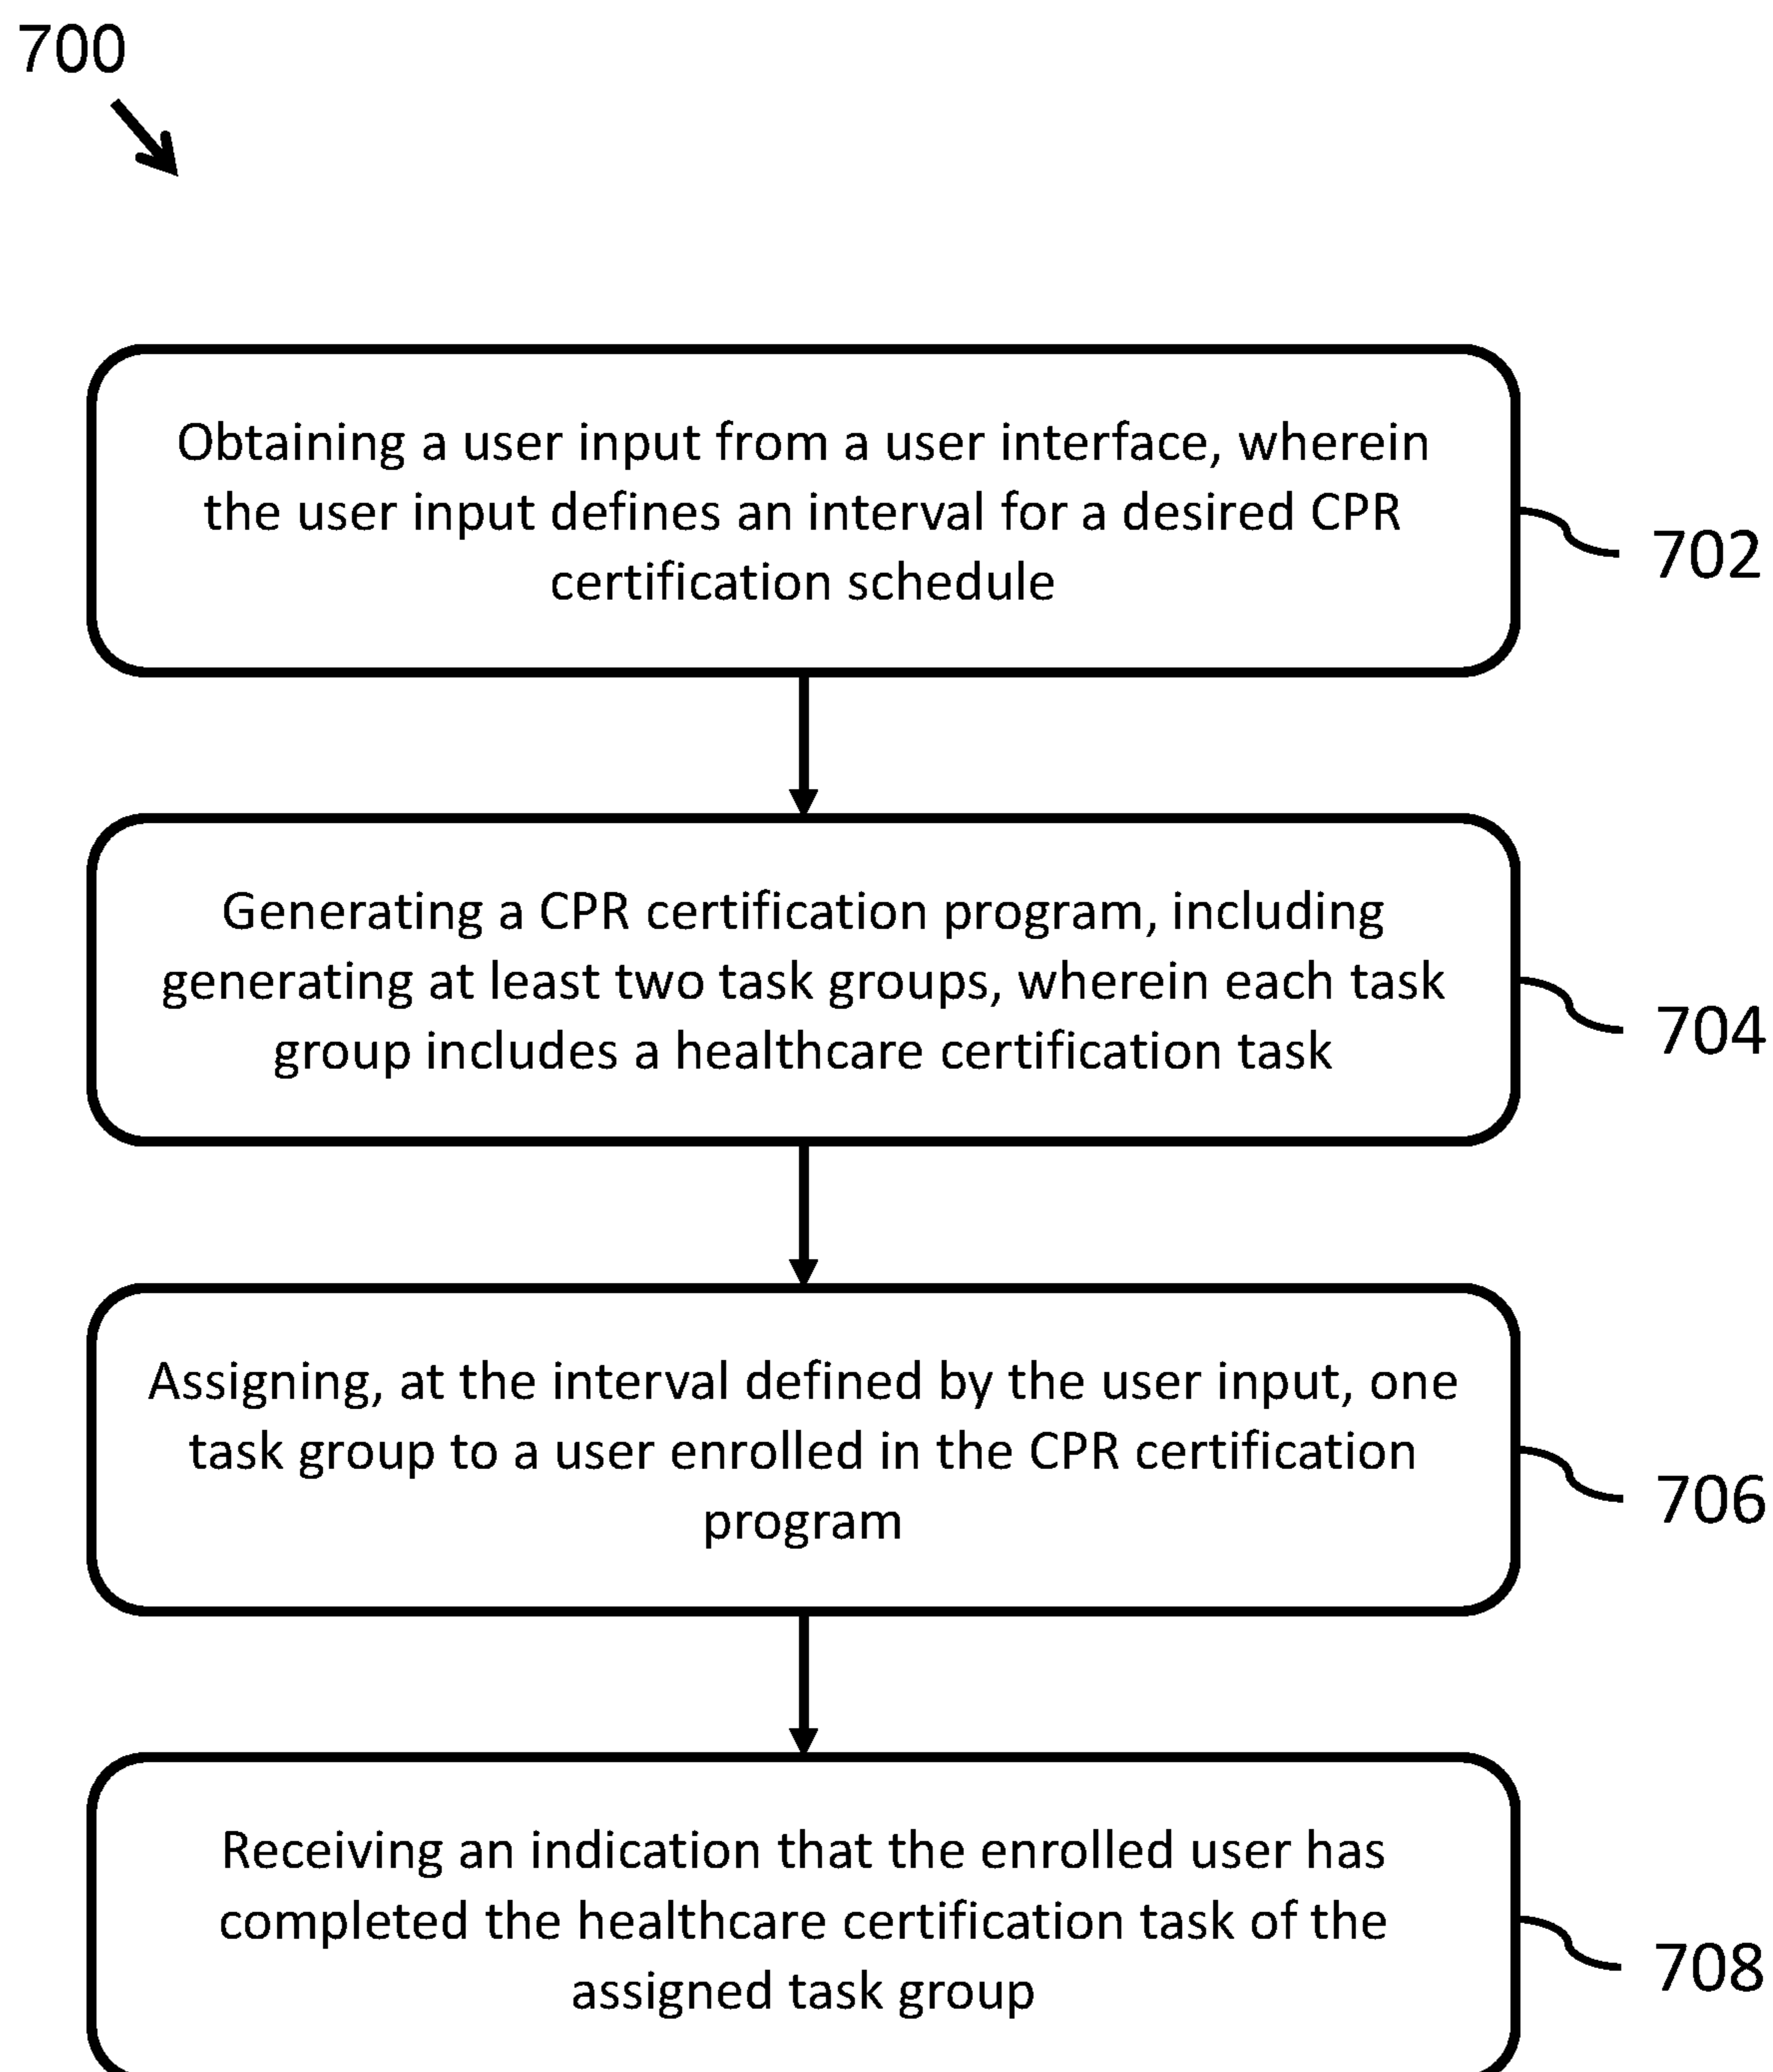 700
Obtaining a user input from a user interface, wherein
the user input defines an interval for a desired CPR
certification schedule
702
Generating a CPR certification program, including
generating at least two task groups, wherein each task
group includes a healthcare certification task
704
Assigning, at the interval defined by the user input, one
task group to a user enrolled in the CPR certification
program
706
Receiving an indication that the enrolled user has
completed the healthcare certification task of the
assigned task group
708